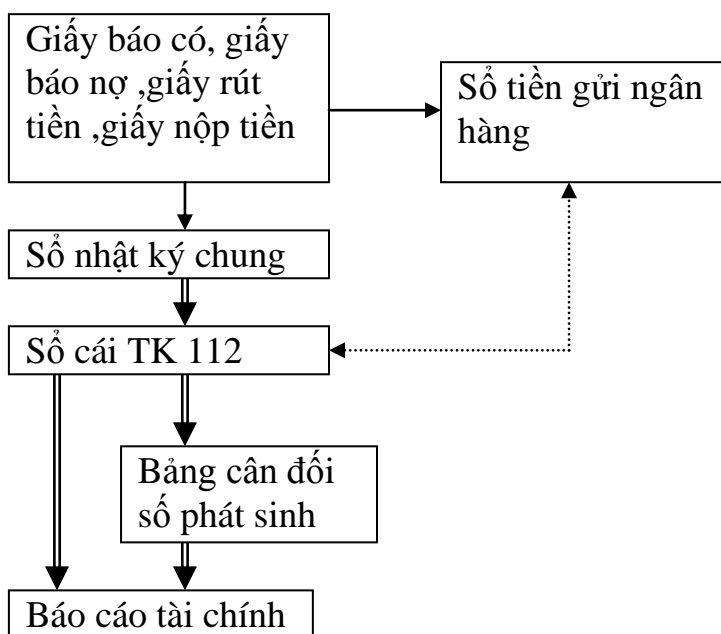 Giấy báo có, giấy
báo nợ ,giấy rút
tiền ,giấy nộp tiền
Sổ tiền gửi ngân
hàng
Sổ nhật ký chung
Sổ cái TK 112
Bảng cân đối
số phát sinh
Báo cáo tài chính